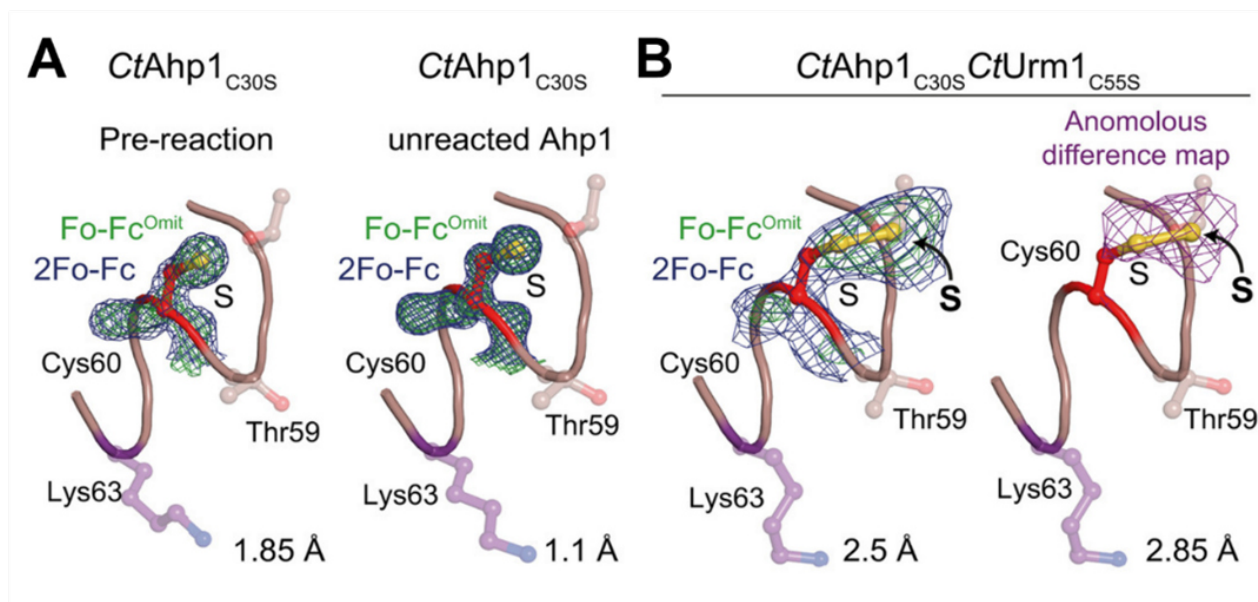 A
CtAhp1C30S
CtAhp1C30S
B
CtAhp1C30SCtUrm1C55S
Pre-reaction
unreacted Ahp1
Anomolous
difference map
Fo-FcOmit
2Fo-Fc
S
Cys60
Thr59
Lys63
1.85 Å
Fo-FcOmit
2Fo-Fc
S
Cys60
Thr59
Lys63
1.1 Å
Fo-FcOmit
2Fo-Fc
S
S
Cys60
Thr59
Lys63
2.5 Å
Cys60
S
S
Thr59
Lys63
2.85 Å